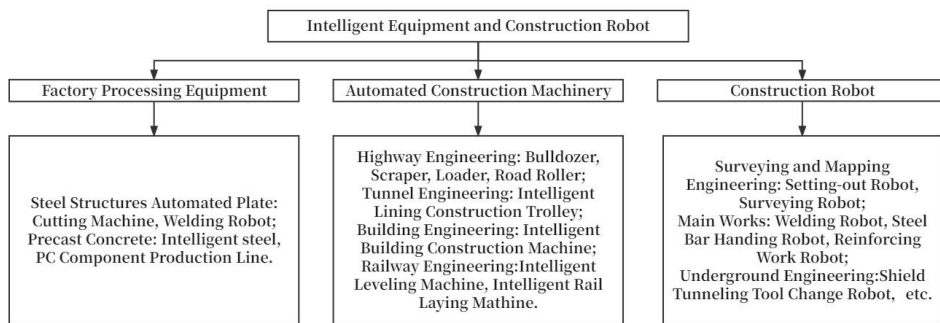 Intelligent Equipment and Construction Robot
Factory Processing Equipment
Automated Construction Machinery
Construction Robot
Steel Structures Automated Plate:
Cutting Machine, Welding Robot;
Precast Concrete: Intelligent steel,
PC Component Production Line.
Highway Engineering: Bulldozer,
Scraper, Loader, Road Roller;
Tunnel Engineering: Intelligent
Lining Construction Trolley;
Building Engineering: Intelligent
Building Construction Machine;
Railway Engineering:Intelligent
Leveling Machine, Intelligent Rail
Laying Mathine.
Surveying and Mapping
Engineering: Setting-out Robot,
Surveying Robot;
Main Works: Welding Robot, Steel
Bar Handing Robot, Reinforcing
Work Robot;
Underground Engineering:Shield
Tunneling Tool Change Robot, etc.